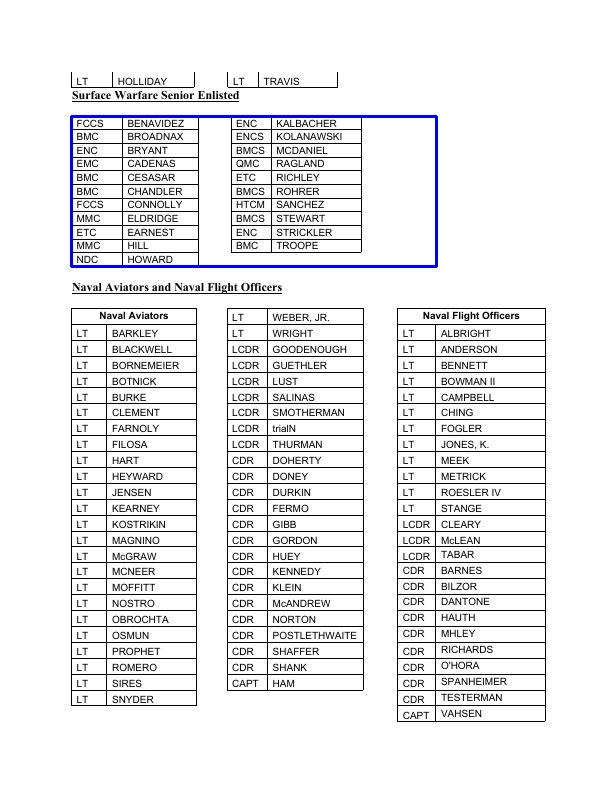 LT HOLLIDAY LT TRAVIS
Surface Warfare Senior Enlisted
FCCS BENAVIDEZ ENC KALBACHER
BMC BROADNAX ENCS KOLANAWSKI
ENC BRYANT BMCS MCDANIEL
EMC CADENAS QMC RAGLAND
BMC CESASAR ETC RICHLEY
BMC CHANDLER BMCS ROHRER
FCCS CONNOLLY HTCM SANCHEZ
MMC ELDRIDGE BMCS STEWART
ETC EARNEST ENC STRICKLER
MMC HILL BMC TROOPE
NDC HOWARD
Naval Aviators and Naval Flight Officers
Naval Aviators
LT BARKLEY
LT BLACKWELL
LT BORNEMEIER
LT BOTNICK
LT BURKE
LT CLEMENT
LT FARNOLY
LT FILOSA
LT HART
LT HEYWARD
LT JENSEN
LT KEARNEY
LT KOSTRIKIN
LT MAGNINO
LT McGRAW
LT MCNEER
LT MOFFITT
LT NOSTRO
LT OBROCHTA
LT OSMUN
LT PROPHET
LT ROMERO
LT SIRES
LT SNYDER
LT WEBER, JR.
LT WRIGHT
LCDR GOODENOUGH
LCDR GUETHLER
LCDR LUST
LCDR SALINAS
LCDR SMOTHERMAN
LCDR trialN
LCDR THURMAN
CDR DOHERTY
CDR DONEY
CDR DURKIN
CDR FERMO
CDR GIBB
CDR GORDON
CDR HUEY
CDR KENNEDY
CDR KLEIN
CDR McANDREW
CDR NORTON
CDR POSTLETHWAITE
CDR SHAFFER
CDR SHANK
CAPT HAM
Naval Flight Officers
LT ALBRIGHT
LT ANDERSON
LT BENNETT
LT BOWMAN II
LT CAMPBELL
LT CHING
LT FOGLER
LT JONES, K.
LT MEEK
LT METRICK
LT ROESLER IV
LT STANGE
LCDR CLEARY
LCDR McLEAN
LCDR TABAR
CDR BARNES
CDR BILZOR
CDR DANTONE
CDR HAUTH
CDR MHLEY
CDR RICHARDS
CDR O'HORA
CDR SPANHEIMER
CDR TESTERMAN
CAPT VAHSEN